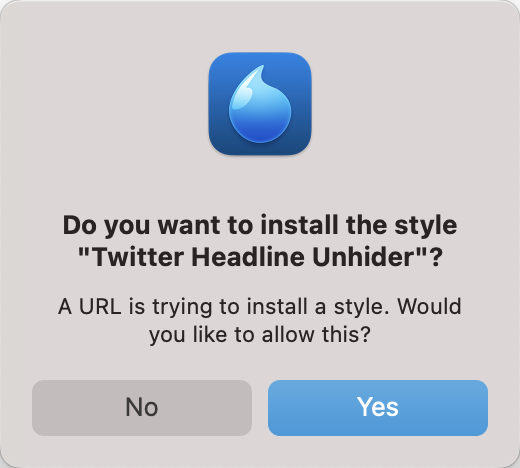 Do you want to install the style
"Twitter Headline Unhider"?
A URL is trying to install a style. Would
you like to allow this?
No
Yes